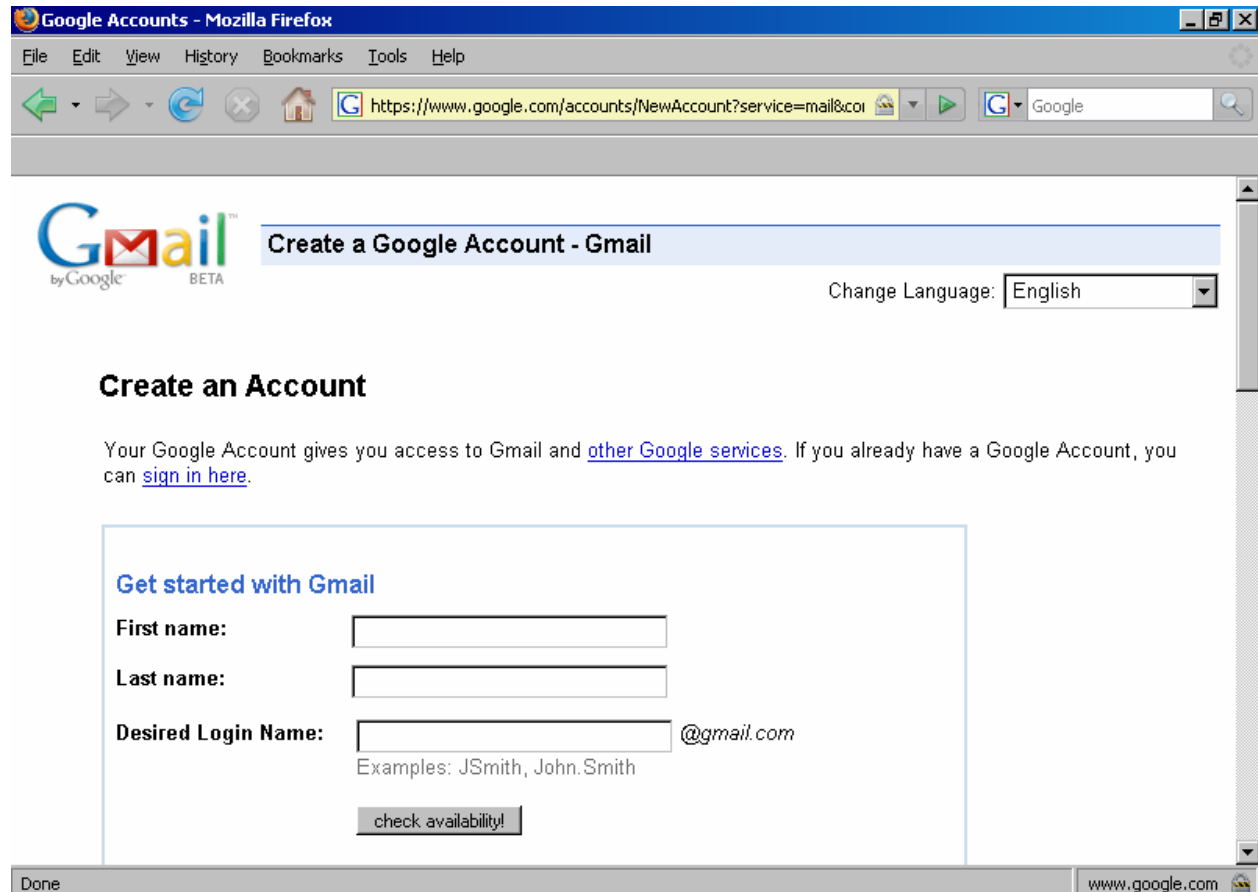 Google Accounts - Mozilla Firefox
File Edit View History Bookmarks Tools Help
G https://www.google.com/accounts/NewAccount?service=mail&cor G Google
Gmail™
by Google™ BETA
Create a Google Account - Gmail
Change Language: English
Create an Account
Your Google Account gives you access to Gmail and other Google services. If you already have a Google Account, you
can sign in here.
Get started with Gmail
First name:
Last name:
Desired Login Name: @gmail.com
Examples: JSmith, John.Smith
check availability!
Done www.google.com